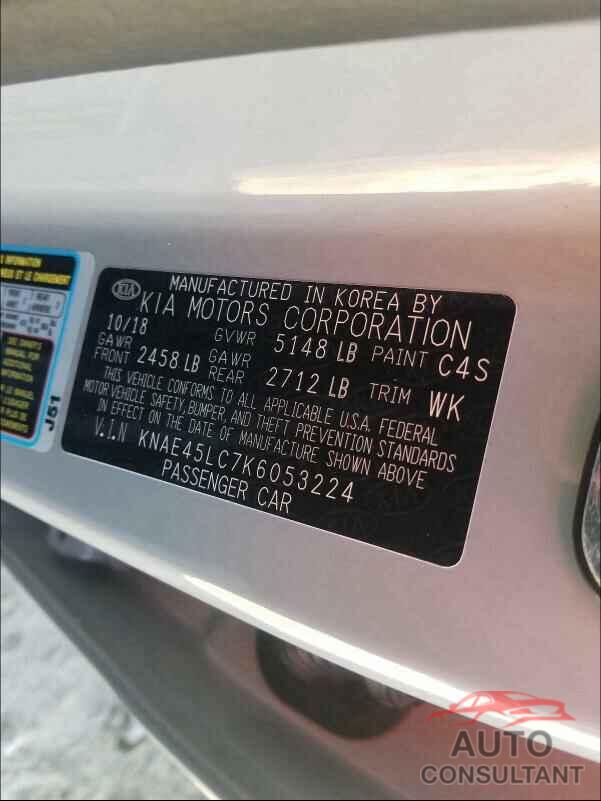 KIA
MANUFACTURED IN KOREA BY
KIA MOTORS CORPORATION
10/18 GVWR 5148 LB PAINT C4S
GAWR FRONT 2458 LB GAWR REAR 2712 LB TRIM WK
THIS VEHICLE CONFORMS TO ALL APPLICABLE U.S.A. FEDERAL
MOTOR VEHICLE SAFETY, BUMPER, AND THEFT PREVENTION STANDARDS
IN EFFECT ON THE DATE OF MANUFACTURE SHOWN ABOVE
V.I.N KNAE45LC7K6053224
PASSENGER CAR
J51
AUTO
CONSULTANT